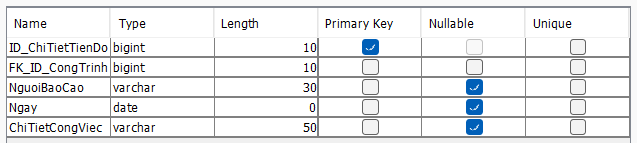 Name Type Length Primary Key Nullable Unique
ID_ChiTietTienDo bigint 10
FK_ID_CongTrinh bigint 10
NguoiBaoCao varchar 30
Ngay date 0
ChiTietCongViec varchar 50